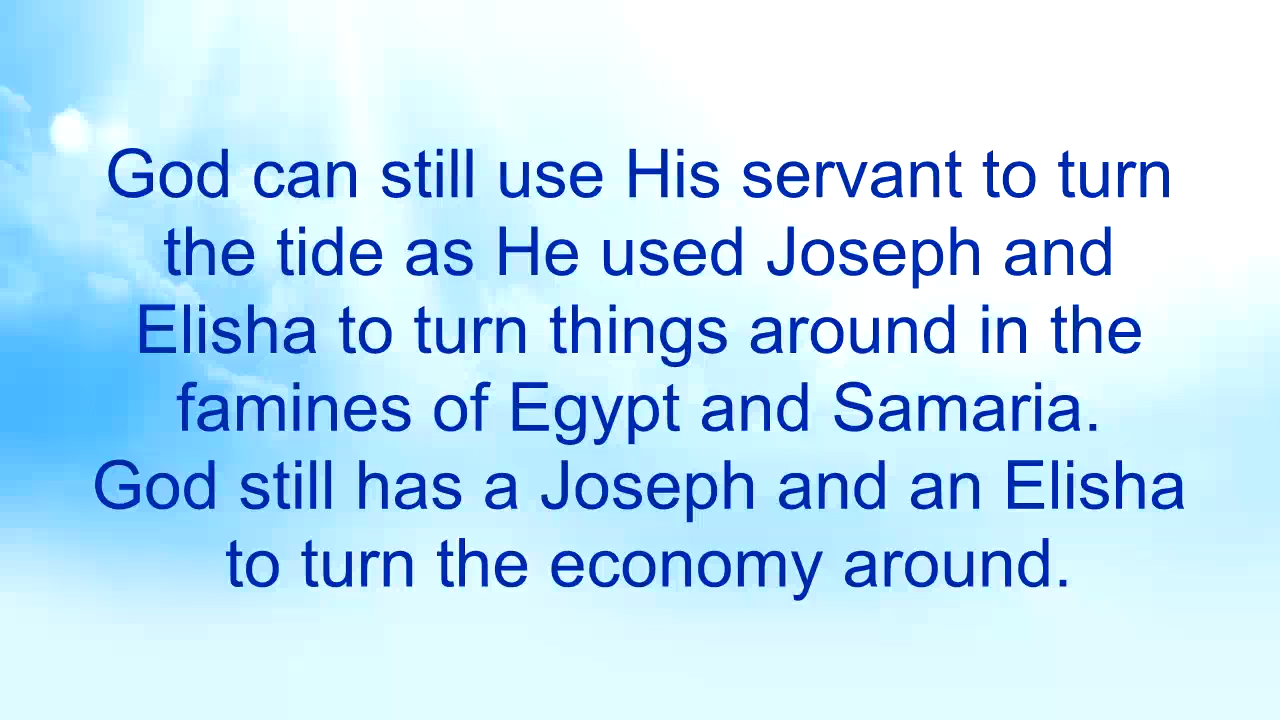 God can still use His servant to turn
the tide as He used Joseph and
Elisha to turn things around in the
famines of Egypt and Samaria.
God still has a Joseph and an Elisha
to turn the economy around.